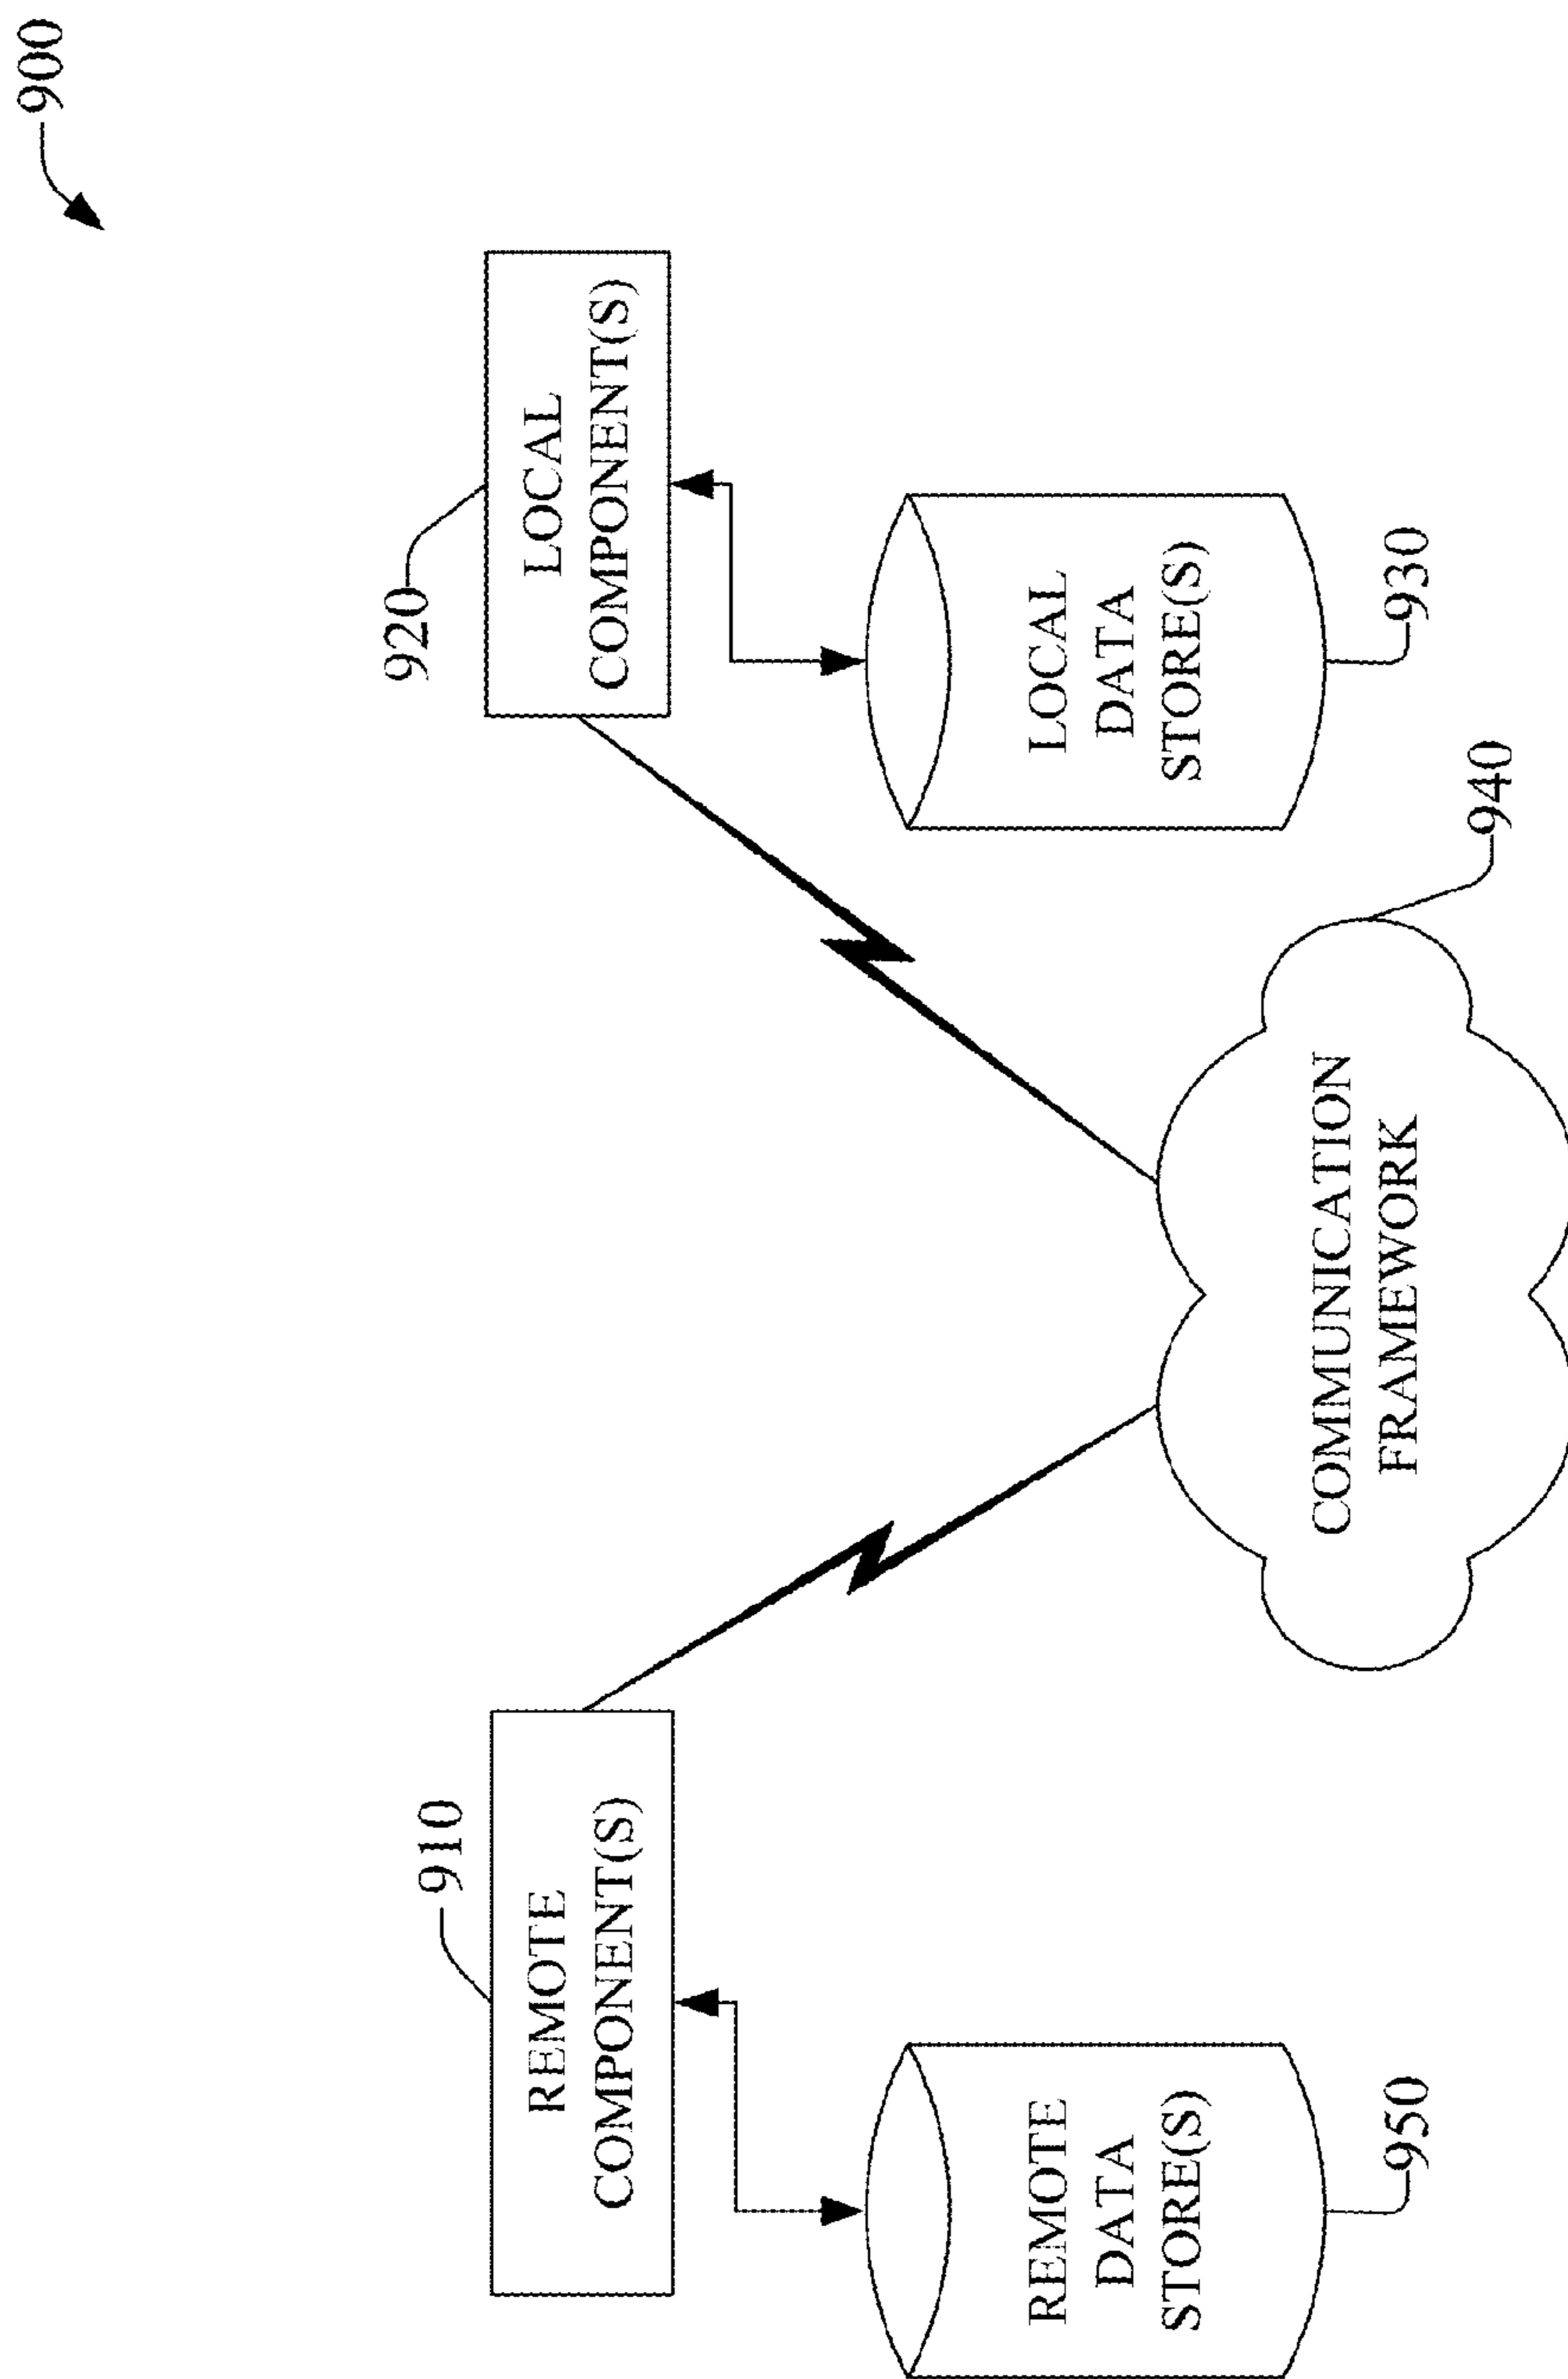 900
910
REMOTE
COMPONENT(S)
920
LOCAL
COMPONENT(S)
REMOTE
DATA
STORE(S)
950
COMMUNICATION
FRAMEWORK
940
LOCAL
DATA
STORE(S)
930